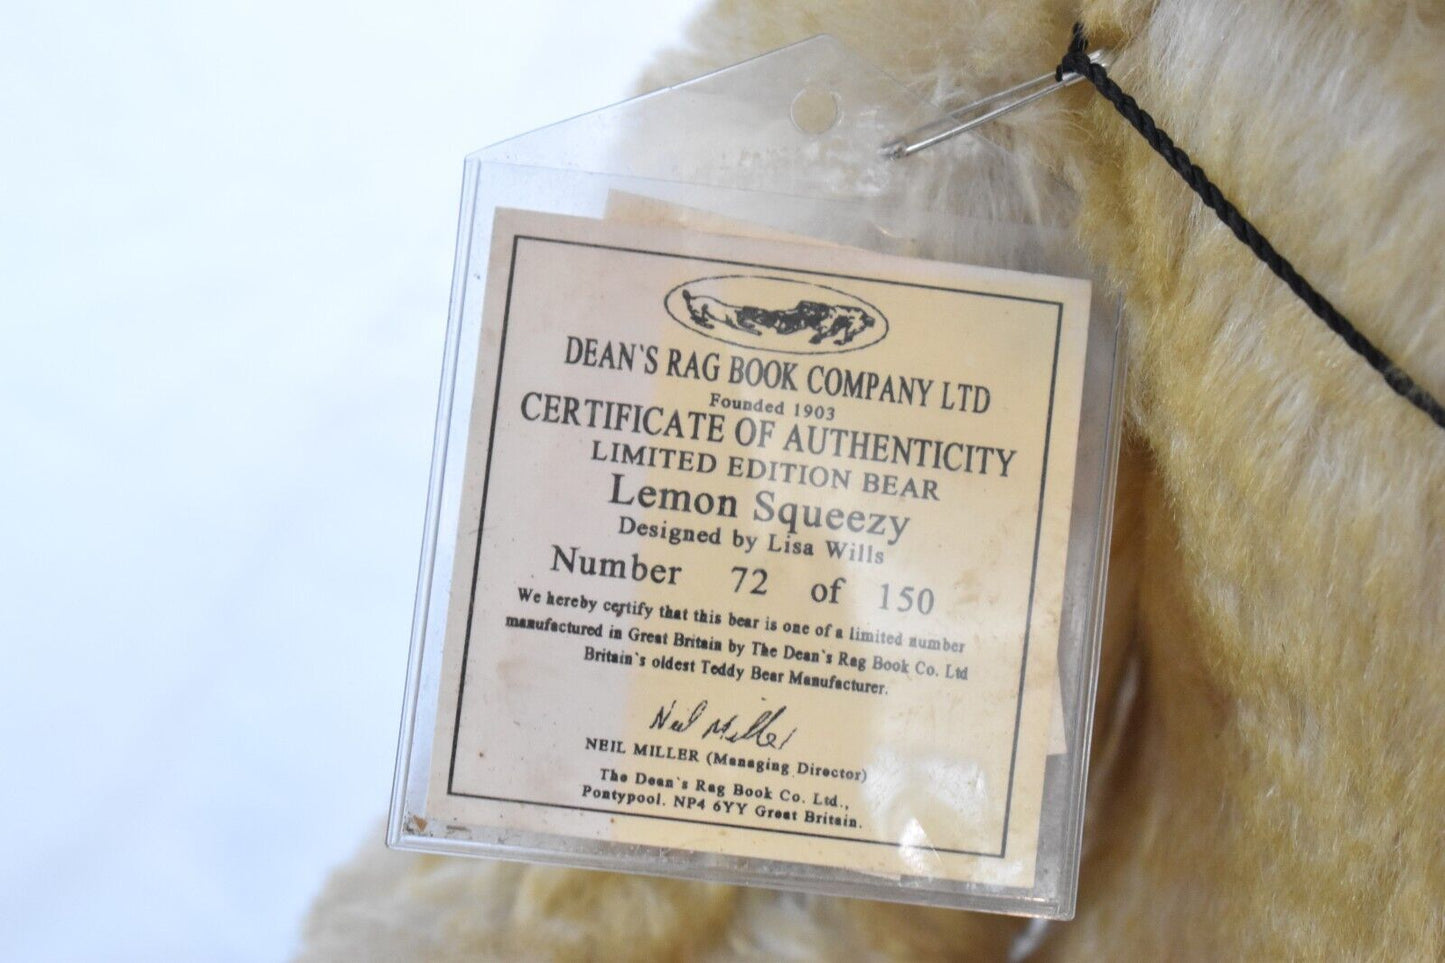 DEAN`S RAG BOOK COMPANY LTD
Founded 1903
CERTIFICATE OF AUTHENTICITY
LIMITED EDITION BEAR
Lemon Squeezy
Designed by Lisa Wills
Number 72 of 150
We hereby certify that this bear is one of a limited number
manufactured in Great Britain by The Dean`s Rag Book Co. Ltd
Britain`s oldest Teddy Bear Manufacturer.
Neil Miller
NEIL MILLER (Managing Director)
The Dean`s Rag Book Co. Ltd.,
Pontypool. NP4 6YY Great Britain.